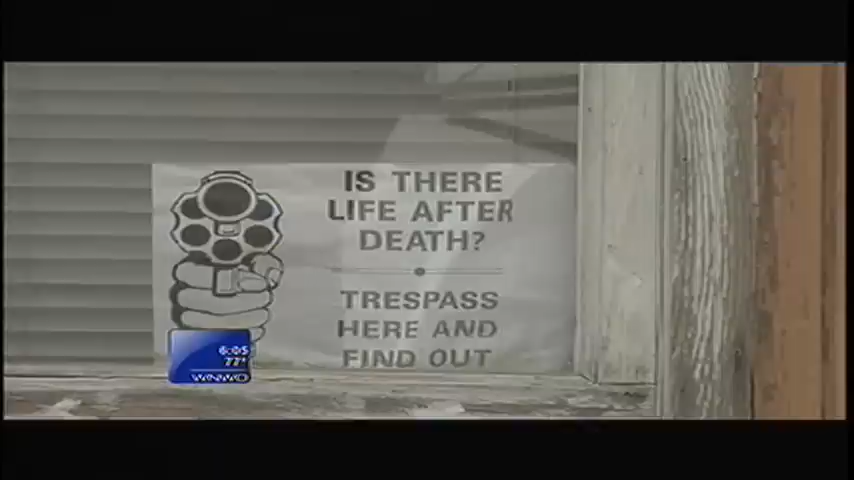 IS THERE
LIFE AFTER
DEATH?
TRESPASS
HERE AND
FIND OUT
6:05
77°
WNWO